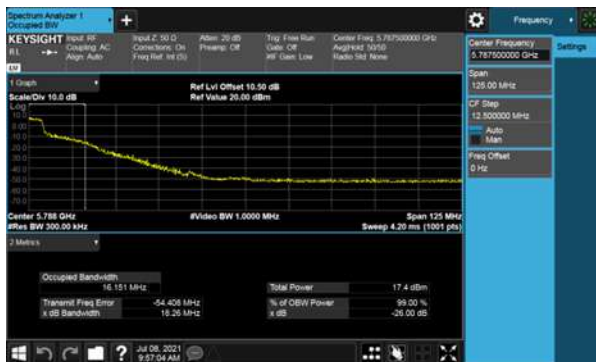 Spectrum Analyzer 1
Occupied BW
Frequency
KEYSIGHT
Input: RF
Coupling: AC
Align: Auto
Input Z: 50 Ω
Corrections: On
Freq Ref: Int (S)
Atten: 20 dB
Preamp: Off
Trig: Free Run
Gate: Off
#IF Gain: Low
Center Freq: 5.787500000 GHz
Avg|Hold: 50/50
Radio Std: None
Center Frequency
5.787500000 GHz
Settings
Span
125.00 MHz
CF Step
12.500000 MHz
Auto
Man
Freq Offset
0 Hz
1 Graph
Scale/Div 10.0 dB
Ref Lvl Offset 10.50 dB
Ref Value 20.00 dBm
Log
Center 5.788 GHz
#Res BW 300.00 kHz
#Video BW 1.0000 MHz
Span 125 MHz
Sweep 4.20 ms (1001 pts)
2 Metrics
Occupied Bandwidth
16.151 MHz
Total Power
17.4 dBm
Transmit Freq Error
-54.408 MHz
% of OBW Power
99.00 %
x dB Bandwidth
18.26 MHz
x dB
-26.00 dB
Jul 08, 2021
9:57:04 AM